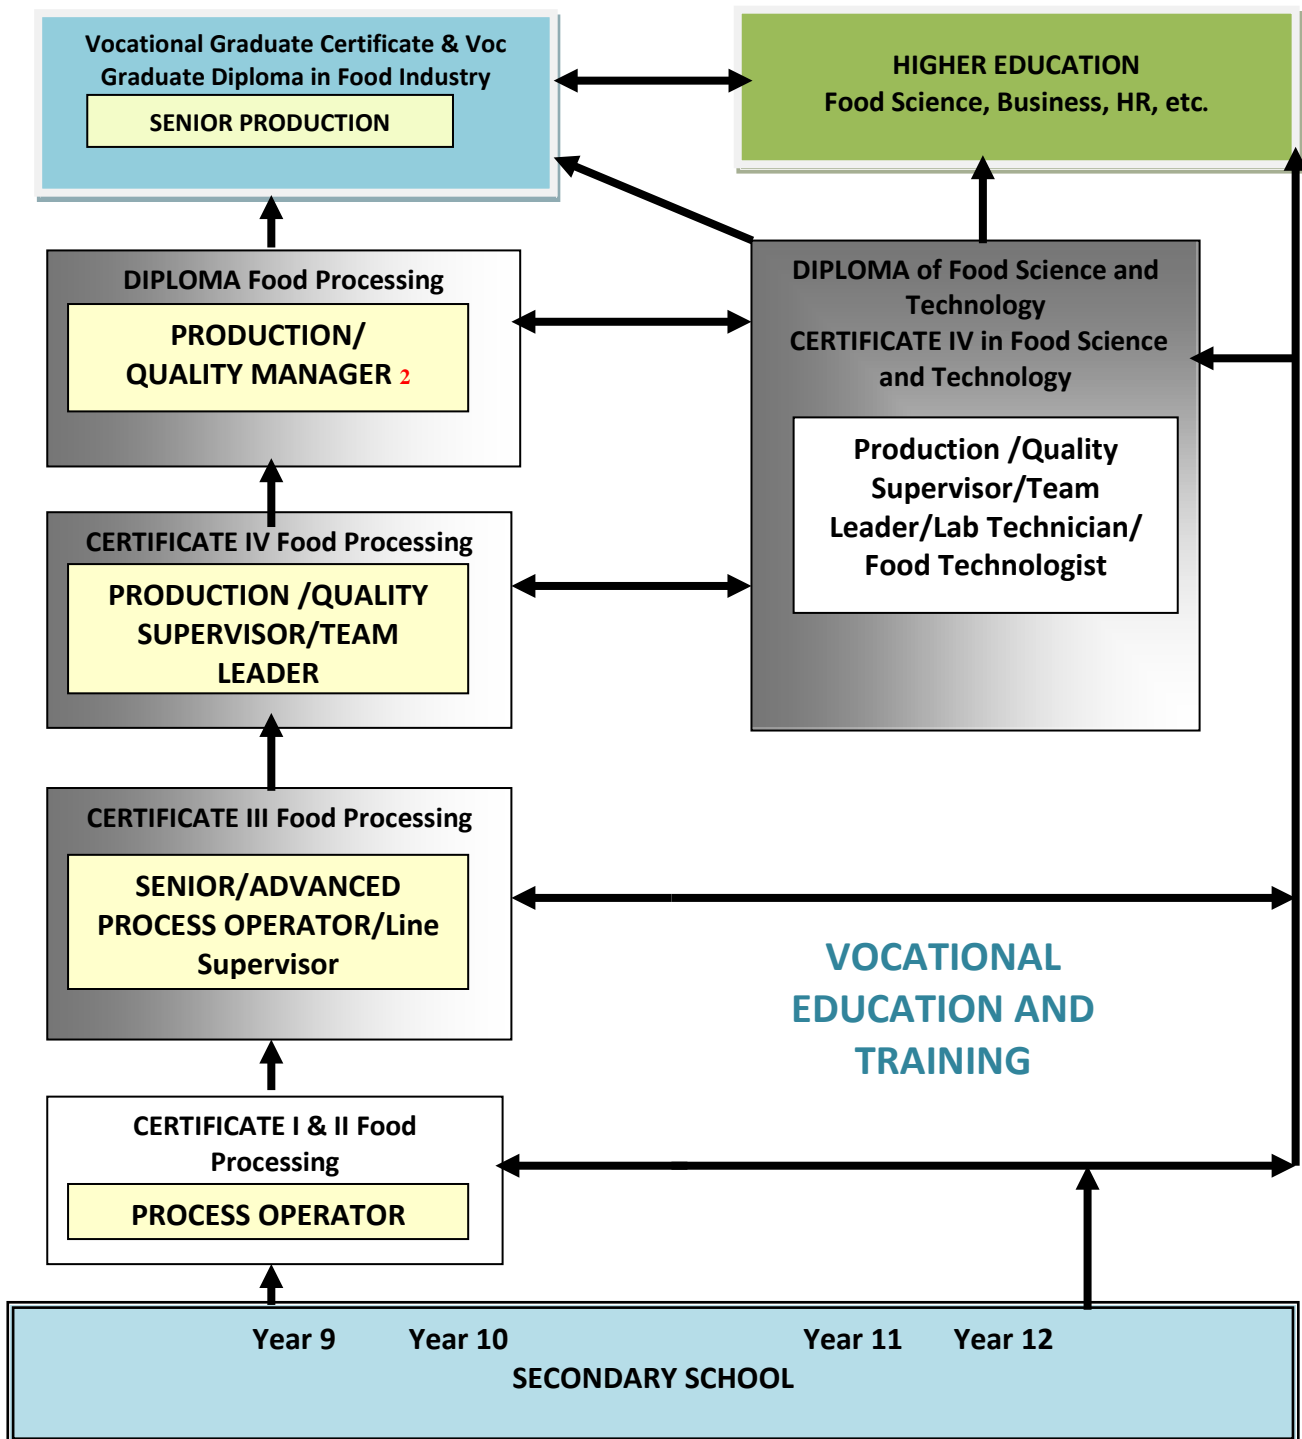 Vocational Graduate Certificate & Voc
Graduate Diploma in Food Industry
SENIOR PRODUCTION
HIGHER EDUCATION
Food Science, Business, HR, etc.
DIPLOMA Food Processing
PRODUCTION/
QUALITY MANAGER 2
DIPLOMA of Food Science and
Technology
CERTIFICATE IV in Food Science
and Technology
Production /Quality
Supervisor/Team
Leader/Lab Technician/
Food Technologist
CERTIFICATE IV Food Processing
PRODUCTION /QUALITY
SUPERVISOR/TEAM
LEADER
CERTIFICATE III Food Processing
SENIOR/ADVANCED
PROCESS OPERATOR/Line
Supervisor
VOCATIONAL
EDUCATION AND
TRAINING
CERTIFICATE I & II Food
Processing
PROCESS OPERATOR
Year 9 Year 10 Year 11 Year 12
SECONDARY SCHOOL